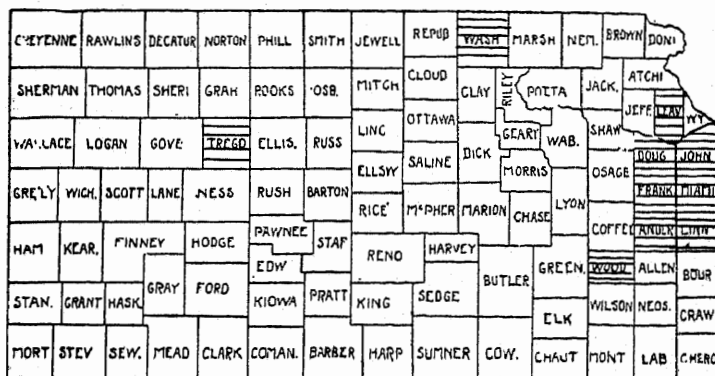 CHEYENNE RAWLINS DECATUR NORTON PHILL SMITH JEWELL REPUB WASH MARSH NEM. BROWN DONI
SHERMAN THOMAS SHERI GRAH ROOKS OSB. MITCH CLOUD CLAY RILEY POTTA JACK. ATCHI
JEFF. LEAV WY
WALLACE LOGAN GOVE TREGO ELLIS. RUSS LINC OTTAWA GEARY WAB. SHAW DOUG JOHN
ELLSW SALINE DICK MORRIS OSAGE
GREELY WICH. SCOTT LANE NESS RUSH BARTON RICE McPHER MARION CHASE LYON FRANK MIAMI
COFFEE ANDER LINN
HAM KEAR. FINNEY HODGE PAWNEE STAF RENO HARVEY
EDW BUTLER GREEN. WOOD ALLEN BOUR
STAN. GRANT HASK. GRAY FORD KIOWA PRATT KING SEDGE ELK WILSON NEOS. CRAW
MORT STEV SEW. MEAD CLARK COMAN. BARBER HARP SUMNER COW. CHAUT MONT LAB CHERO